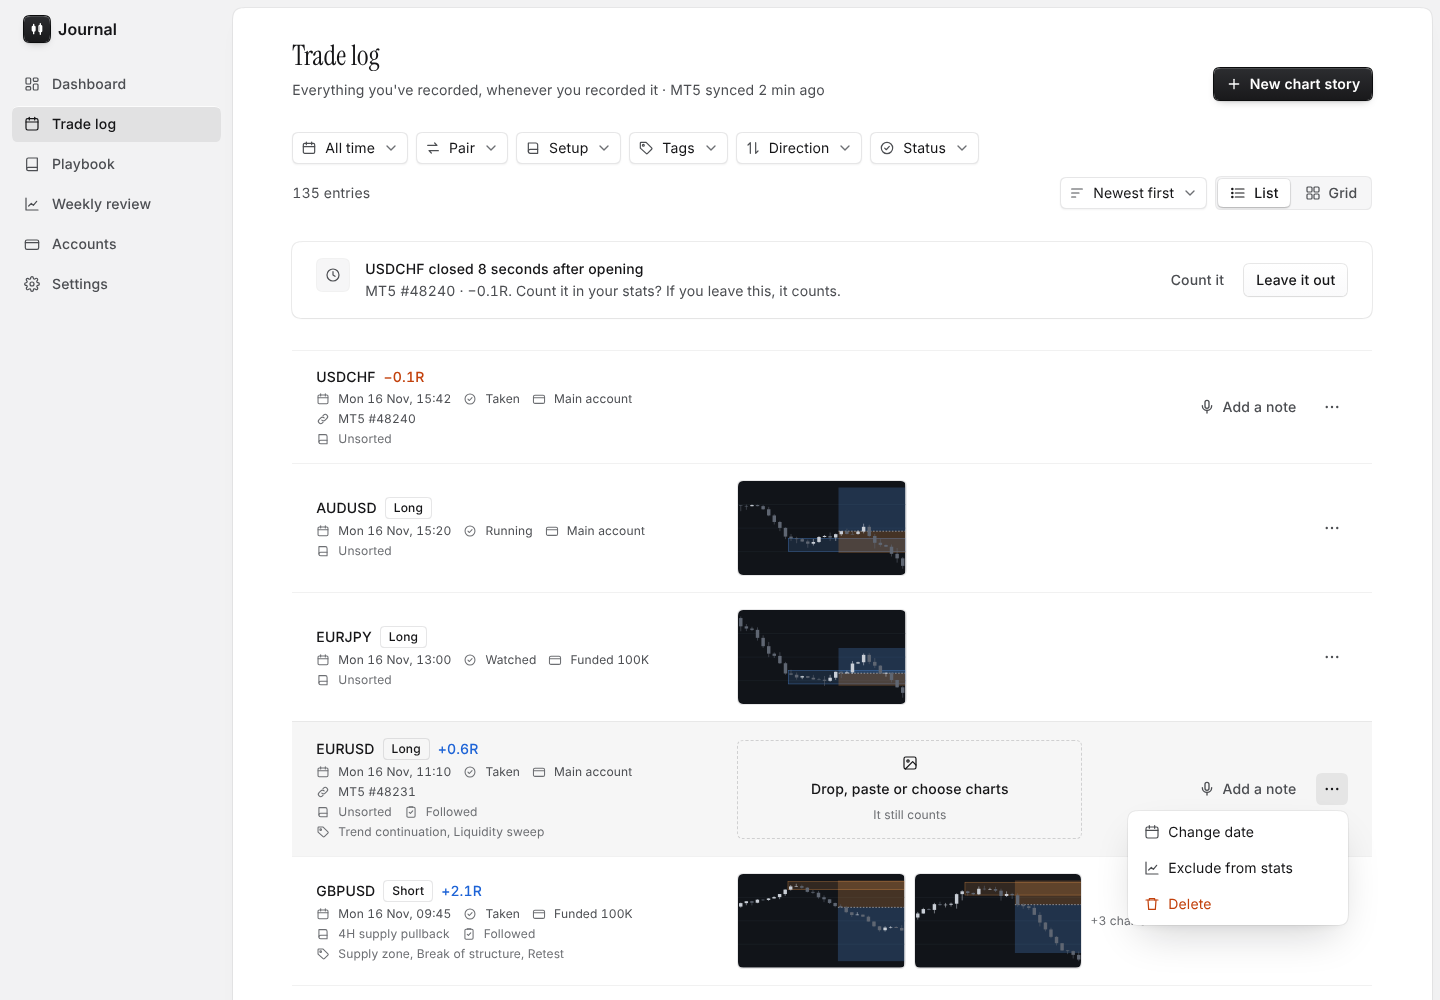 Journal
Dashboard
Trade log
Playbook
Weekly review
Accounts
Settings
Trade log
Everything you've recorded, whenever you recorded it · MT5 synced 2 min ago
New chart story
All time
Pair
Setup
Tags
Direction
Status
135 entries
Newest first
List
Grid
USDCHF closed 8 seconds after opening
MT5 #48240 · −0.1R. Count it in your stats? If you leave this, it counts.
Count it
Leave it out
USDCHF −0.1R
Mon 16 Nov, 15:42 Taken Main account
MT5 #48240
Unsorted
Add a note
AUDUSD Long
Mon 16 Nov, 15:20 Running Main account
Unsorted
EURJPY Long
Mon 16 Nov, 13:00 Watched Funded 100K
Unsorted
EURUSD Long +0.6R
Mon 16 Nov, 11:10 Taken Main account
MT5 #48231
Unsorted Followed
Trend continuation, Liquidity sweep
Drop, paste or choose charts
It still counts
Add a note
Change date
Exclude from stats
Delete
GBPUSD Short +2.1R
Mon 16 Nov, 09:45 Taken Funded 100K
4H supply pullback Followed
Supply zone, Break of structure, Retest
+3